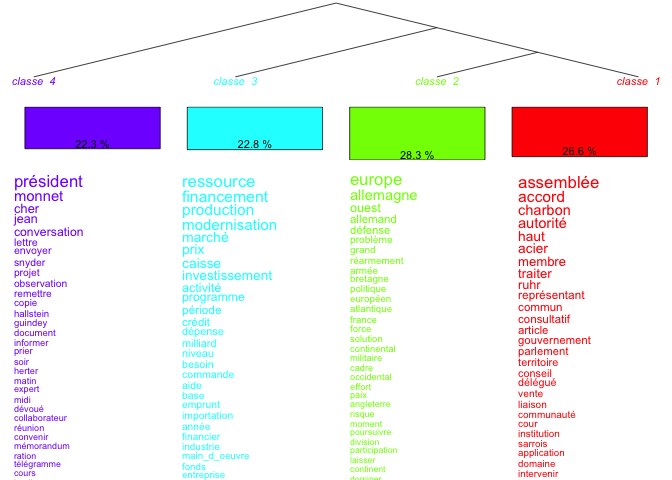 classe 4
classe 3
classe 2
classe 1
22.3 %
22.8 %
28.3 %
26.6 %
président
monnet
cher
jean
conversation
lettre
envoyer
snyder
projet
observation
remettre
copie
hallstein
guindey
document
informer
prier
soir
herter
matin
expert
midi
dévoué
collaborateur
réunion
convenir
mémorandum
ration
télégramme
cours
ressource
financement
production
modernisation
marché
prix
caisse
investissement
activité
programme
période
crédit
dépense
milliard
niveau
besoin
commande
aide
base
emprunt
importation
année
financier
industrie
main_d_oeuvre
fonds
entreprise
europe
allemagne
ouest
allemand
défense
problème
grand
réarmement
armée
bretagne
politique
européen
atlantique
france
force
solution
continental
militaire
cadre
occidental
effort
paix
angleterre
risque
moment
poursuivre
division
participation
laisser
continent
dominer
assemblée
accord
charbon
autorité
haut
acier
membre
traiter
ruhr
représentant
commun
consultatif
article
gouvernement
parlement
territoire
conseil
délégué
vente
liaison
communauté
cour
institution
sarrois
application
domaine
intervenir